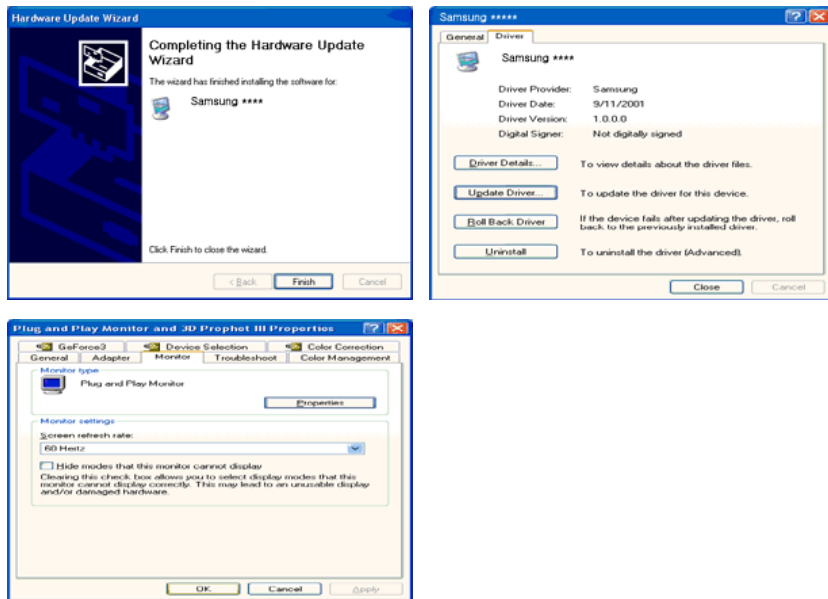 Hardware Update Wizard
Completing the Hardware Update
Wizard
The wizard has finished installing the software for:
Samsung ****
Click Finish to close the wizard.
< Back
Finish
Cancel
Samsung *****
General
Driver
Samsung ****
Driver Provider: Samsung
Driver Date: 9/11/2001
Driver Version: 1.0.0.0
Digital Signer: Not digitally signed
Driver Details... To view details about the driver files.
Update Driver... To update the driver for this device.
Roll Back Driver If the device fails after updating the driver, roll
back to the previously installed driver.
Uninstall To uninstall the driver (Advanced).
Close
Cancel
Plug and Play Monitor and 3D Prophet III Properties
GeForce3
Device Selection
Color Correction
General
Adapter
Monitor
Troubleshoot
Color Management
Monitor type
Plug and Play Monitor
Properties
Monitor settings
Screen refresh rate:
60 Hertz
Hide modes that this monitor cannot display
Clearing this check box allows you to select display modes that this
monitor cannot display correctly. This may lead to an unusable display
and/or damaged hardware.
OK
Cancel
Apply